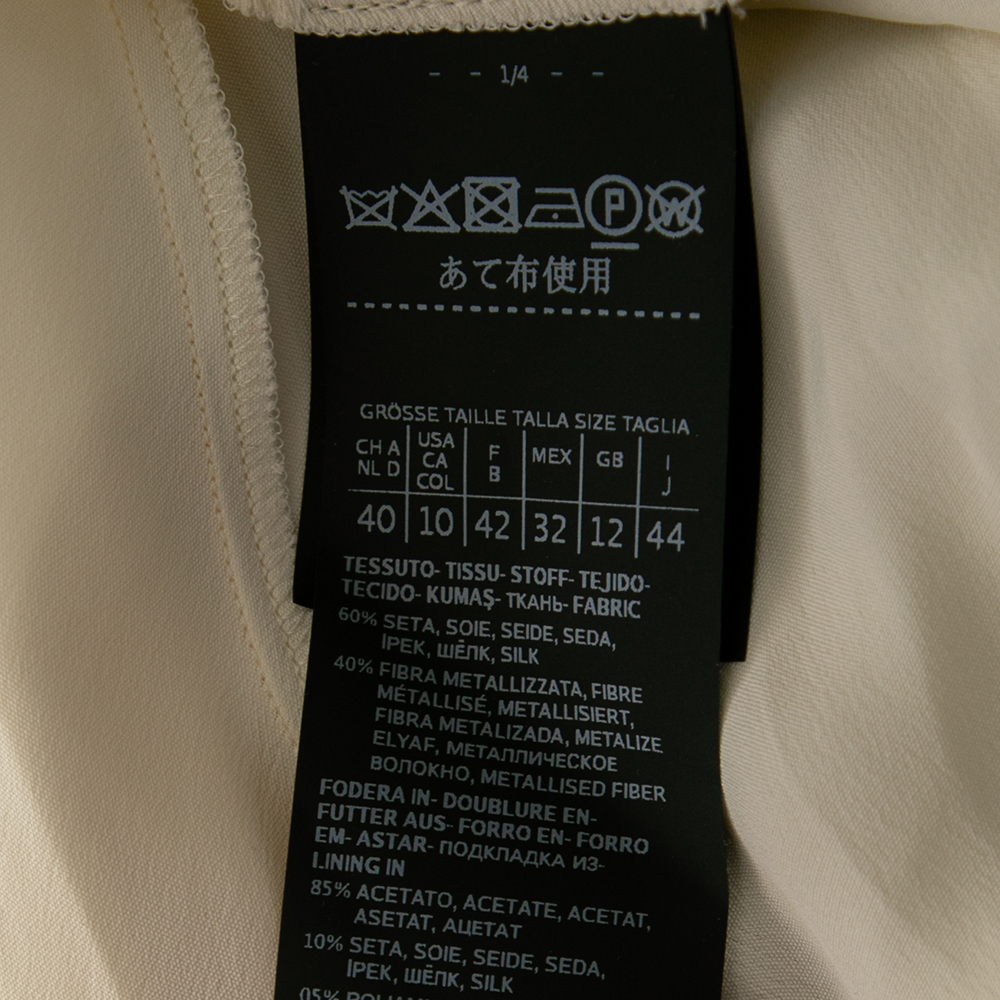 - - 1/4 - -
P W
あて布使用
GRÖSSE TAILLE TALLA SIZE TAGLIA
CH A NL D | USA CA COL | F B | MEX | GB | I J
40 | 10 | 42 | 32 | 12 | 44
TESSUTO- TISSU- STOFF- TEJIDO-
TECIDO- KUMAŞ- ТКАНЬ- FABRIC
60% SETA, SOIE, SEIDE, SEDA,
İPEK, ШЁЛК, SILK
40% FIBRA METALLIZZATA, FIBRE
MÉTALLISÉ, METALLISIERT,
FIBRA METALIZADA, METALIZE
ELYAF, МЕТАЛЛИЧЕСКОЕ
ВОЛОКНО, METALLISED FIBER
FODERA IN- DOUBLURE EN-
FUTTER AUS- FORRO EN- FORRO
EM- ASTAR- ПОДКЛАДКА ИЗ-
LINING IN
85% ACETATO, ACETATE, ACETAT,
ASETAT, АЦЕТАТ
10% SETA, SOIE, SEIDE, SEDA,
İPEK, ШЁЛК, SILK
05%